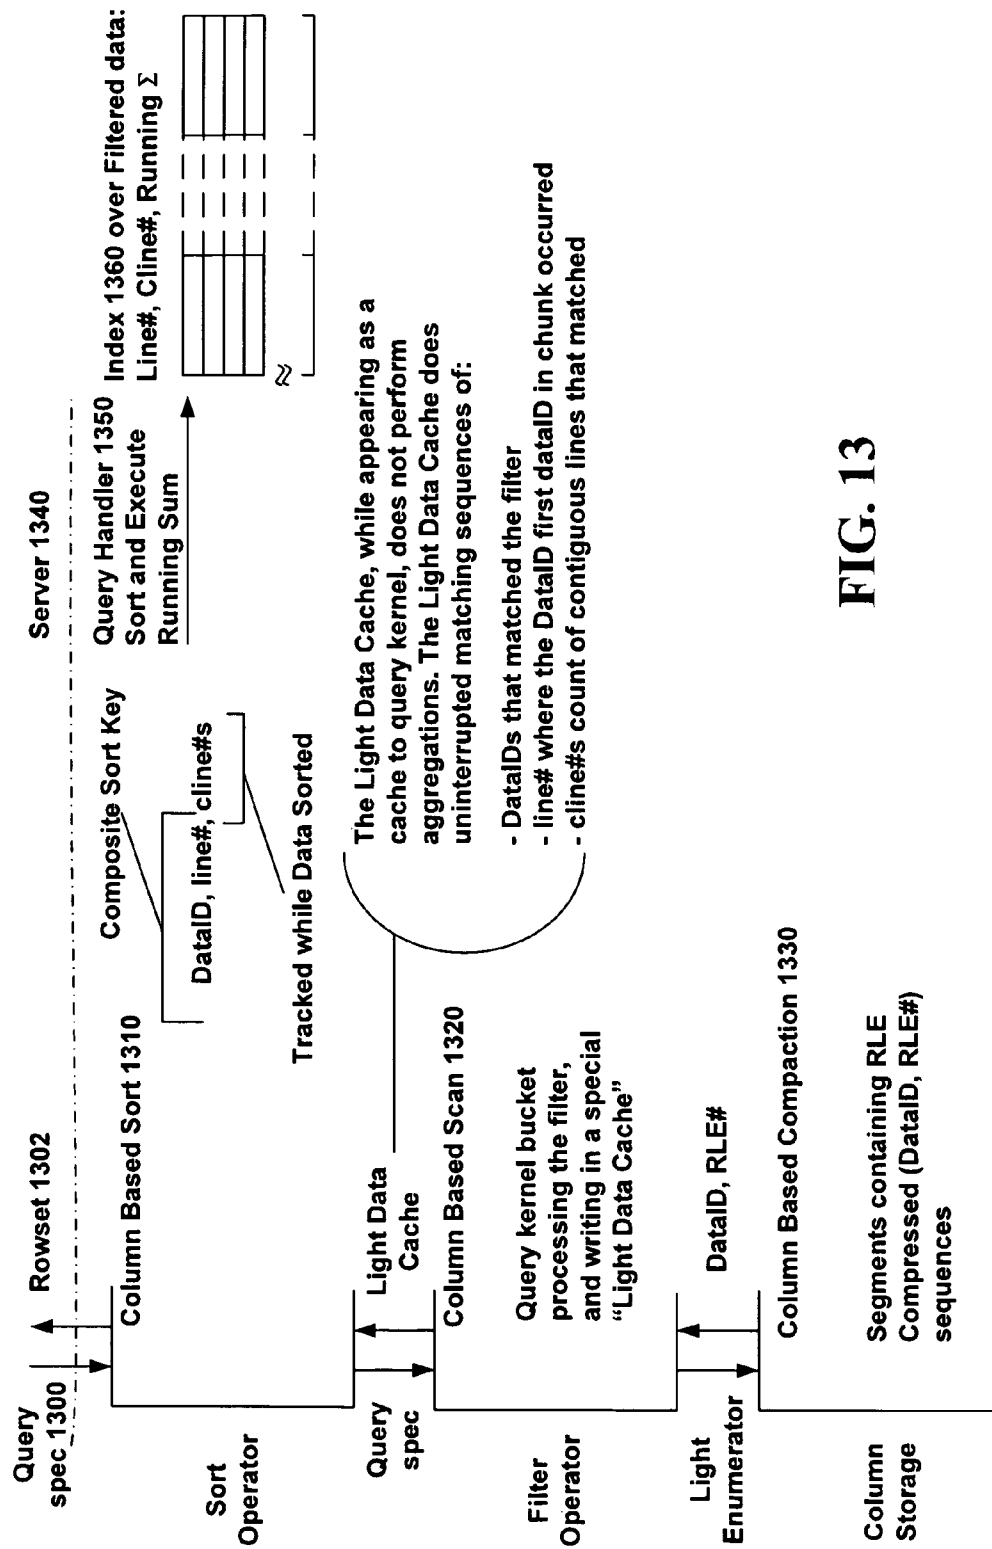 Query
spec 1300
Rowset 1302
Server 1340
Sort
Operator
Column Based Sort 1310
Composite Sort Key
DataID, line#, cline#s
Tracked while Data Sorted
Query Handler 1350
Sort and Execute
Running Sum
Index 1360 over Filtered data:
Line#, Cline#, Running Σ
≈
Query
spec
Light Data
Cache
The Light Data Cache, while appearing as a
cache to query kernel, does not perform
aggregations. The Light Data Cache does
uninterrupted matching sequences of:
- DataIDs that matched the filter
- line# where the DataID first dataID in chunk occurred
- cline#s count of contiguous lines that matched
Filter
Operator
Column Based Scan 1320
Query kernel bucket
processing the filter,
and writing in a special
“Light Data Cache”
Light
Enumerator
DataID, RLE#
Column
Storage
Column Based Compaction 1330
Segments containing RLE
Compressed (DataID, RLE#)
sequences
FIG. 13